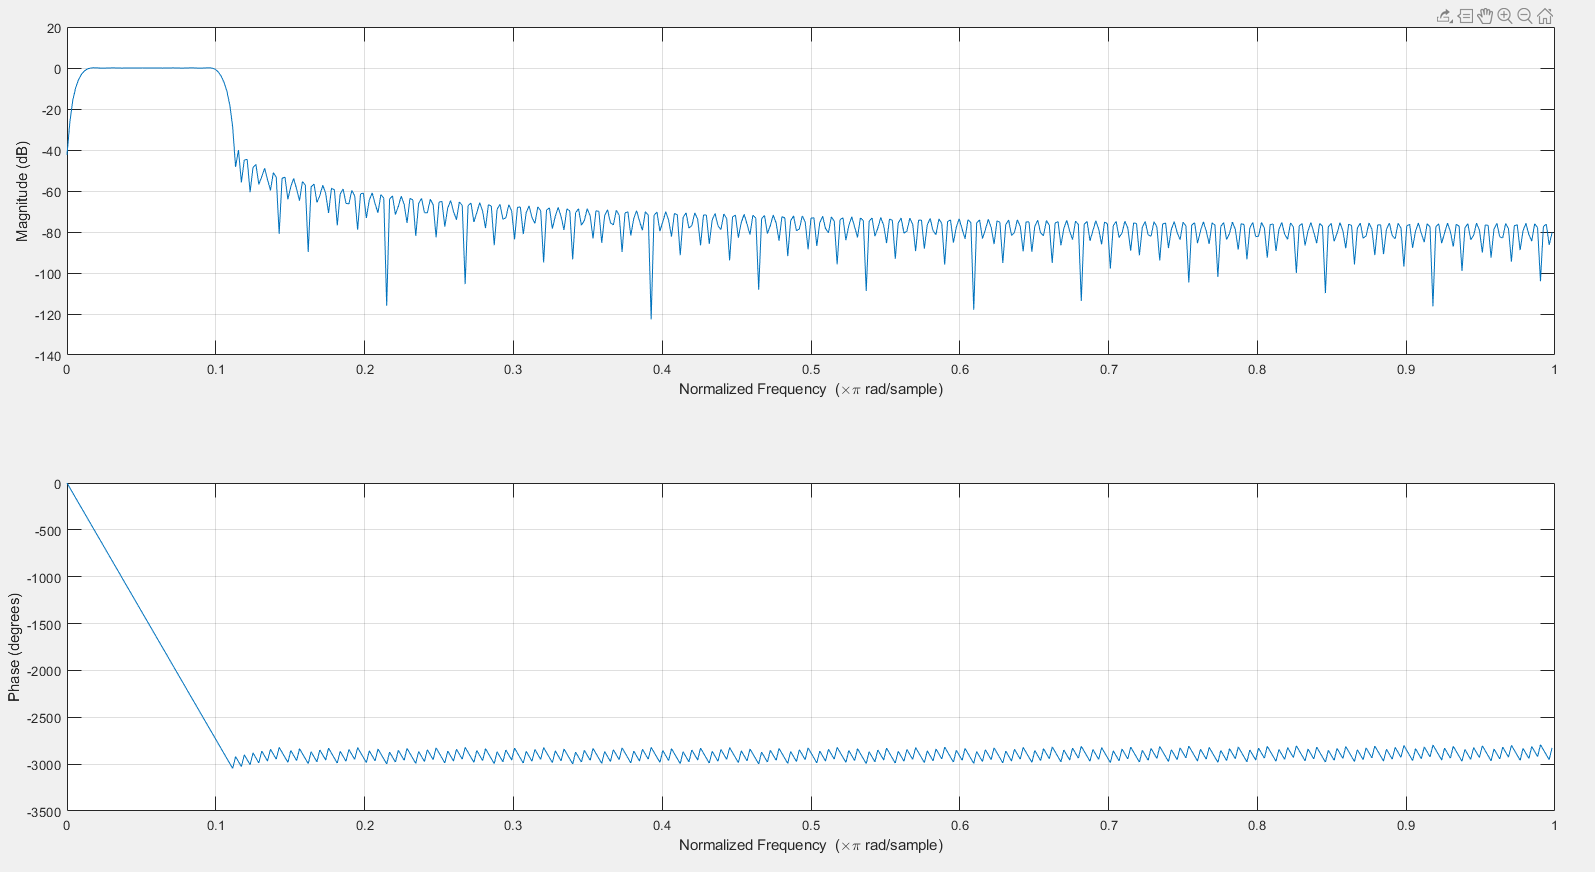 20
0
-20
-40
-60
-80
-100
-120
-140
Magnitude (dB)
0 0.1 0.2 0.3 0.4 0.5 0.6 0.7 0.8 0.9 1
Normalized Frequency (×π rad/sample)
0
-500
-1000
-1500
-2000
-2500
-3000
-3500
Phase (degrees)
0 0.1 0.2 0.3 0.4 0.5 0.6 0.7 0.8 0.9 1
Normalized Frequency (×π rad/sample)